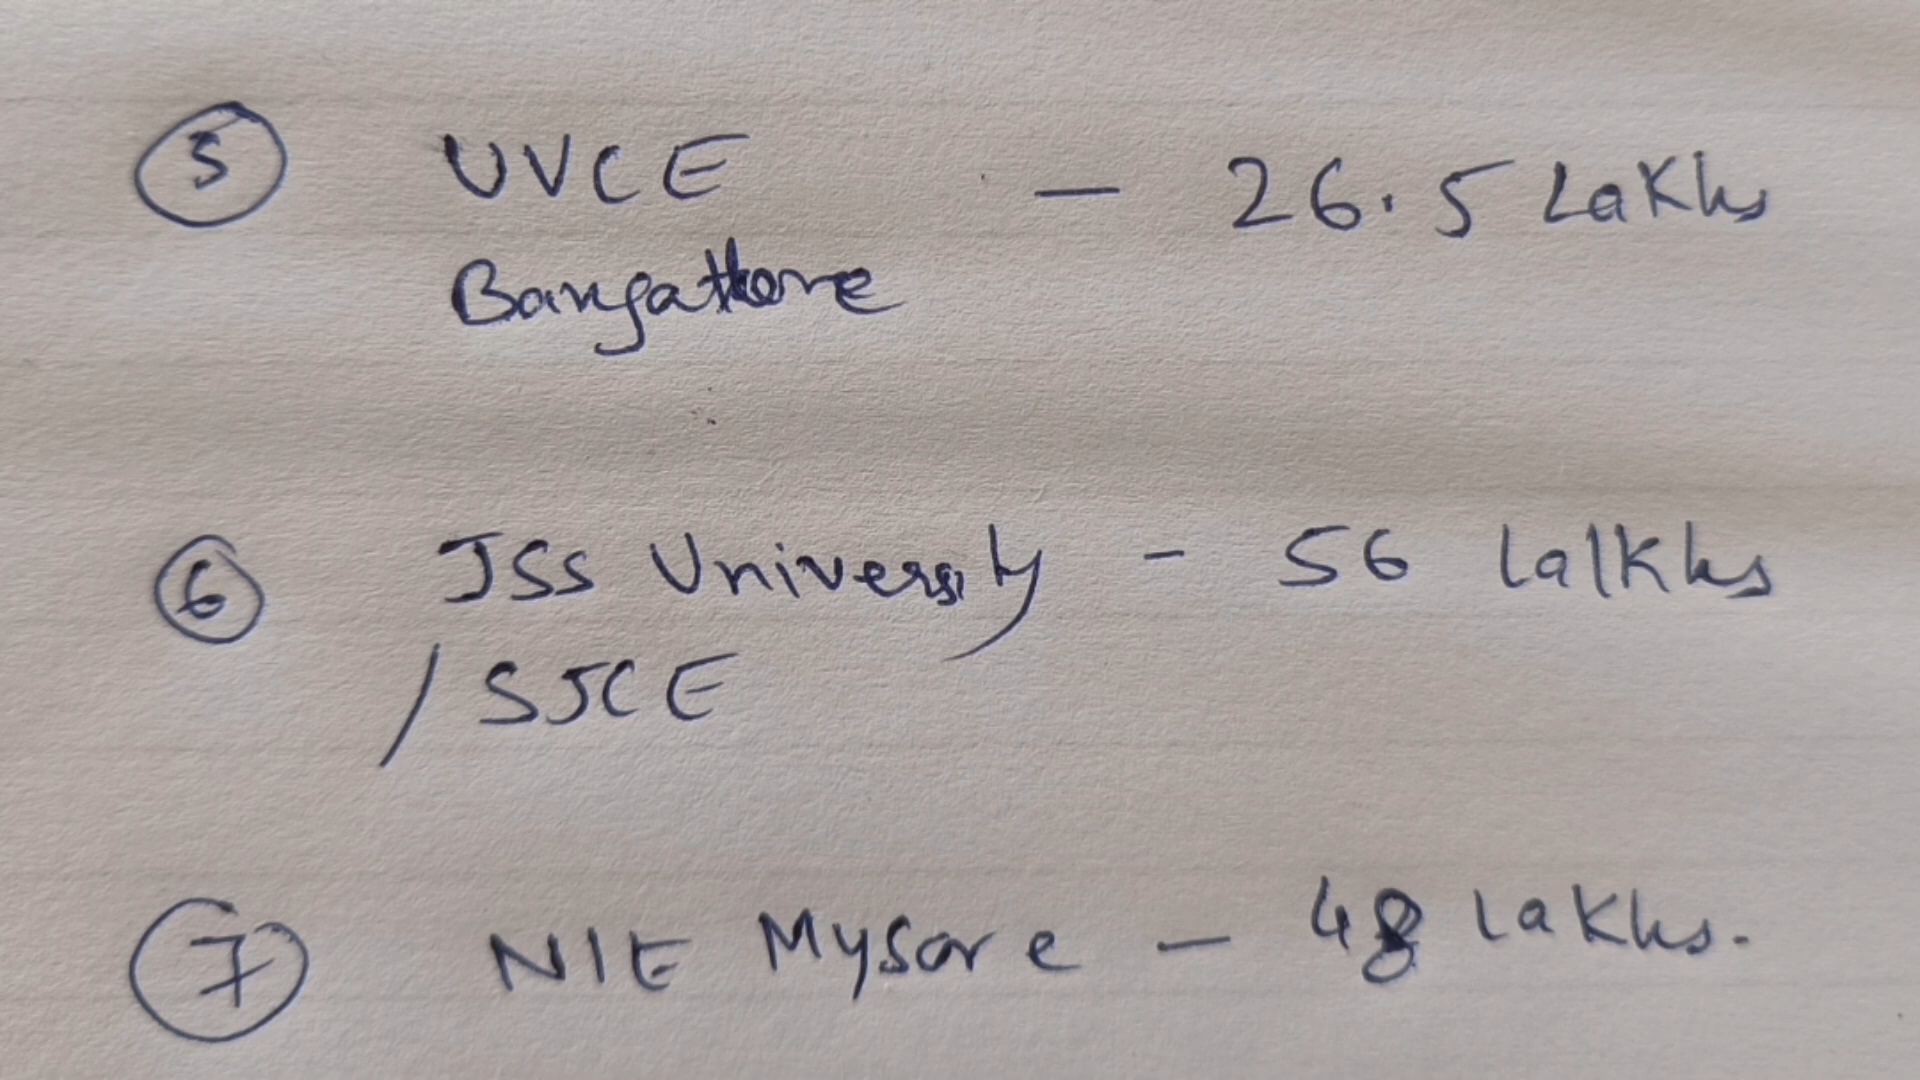 5 UVCE - 26.5 Lakhs
Bangalore
6 JSS University - 56 lakhs
/ SJCE
7 NIE Mysore - 48 lakhs.